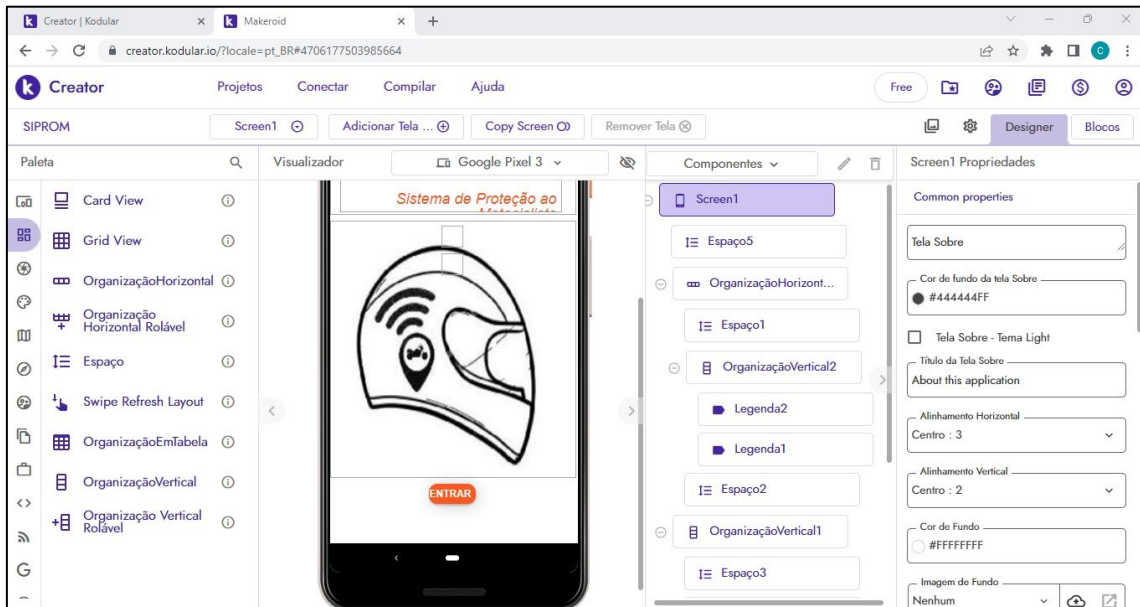 Creator | Kodular
Makeroid
creator.kodular.io/?locale=pt_BR#4706177503985664
C
Creator
Projetos
Conectar
Compilar
Ajuda
Free
SIPROM
Screen1
Adicionar Tela ...
Copy Screen
Remover Tela
Designer
Blocos
Paleta
Visualizador
Google Pixel 3
Componentes
Screen1 Propriedades
Card View
Grid View
OrganizaçãoHorizontal
Organização
Horizontal Rolável
Espaço
Swipe Refresh Layout
OrganizaçãoEmTabela
OrganizaçãoVertical
Organização Vertical
Rolável
Sistema de Proteção ao
Motociclista
ENTRAR
Screen1
Espaço5
OrganizaçãoHorizont...
Espaço1
OrganizaçãoVertical2
Legenda2
Legenda1
Espaço2
OrganizaçãoVertical1
Espaço3
Common properties
Tela Sobre
Cor de fundo da tela Sobre
#444444FF
Tela Sobre - Tema Light
Título da Tela Sobre
About this application
Alinhamento Horizontal
Centro : 3
Alinhamento Vertical
Centro : 2
Cor de Fundo
#FFFFFFFF
Imagem de Fundo
Nenhum